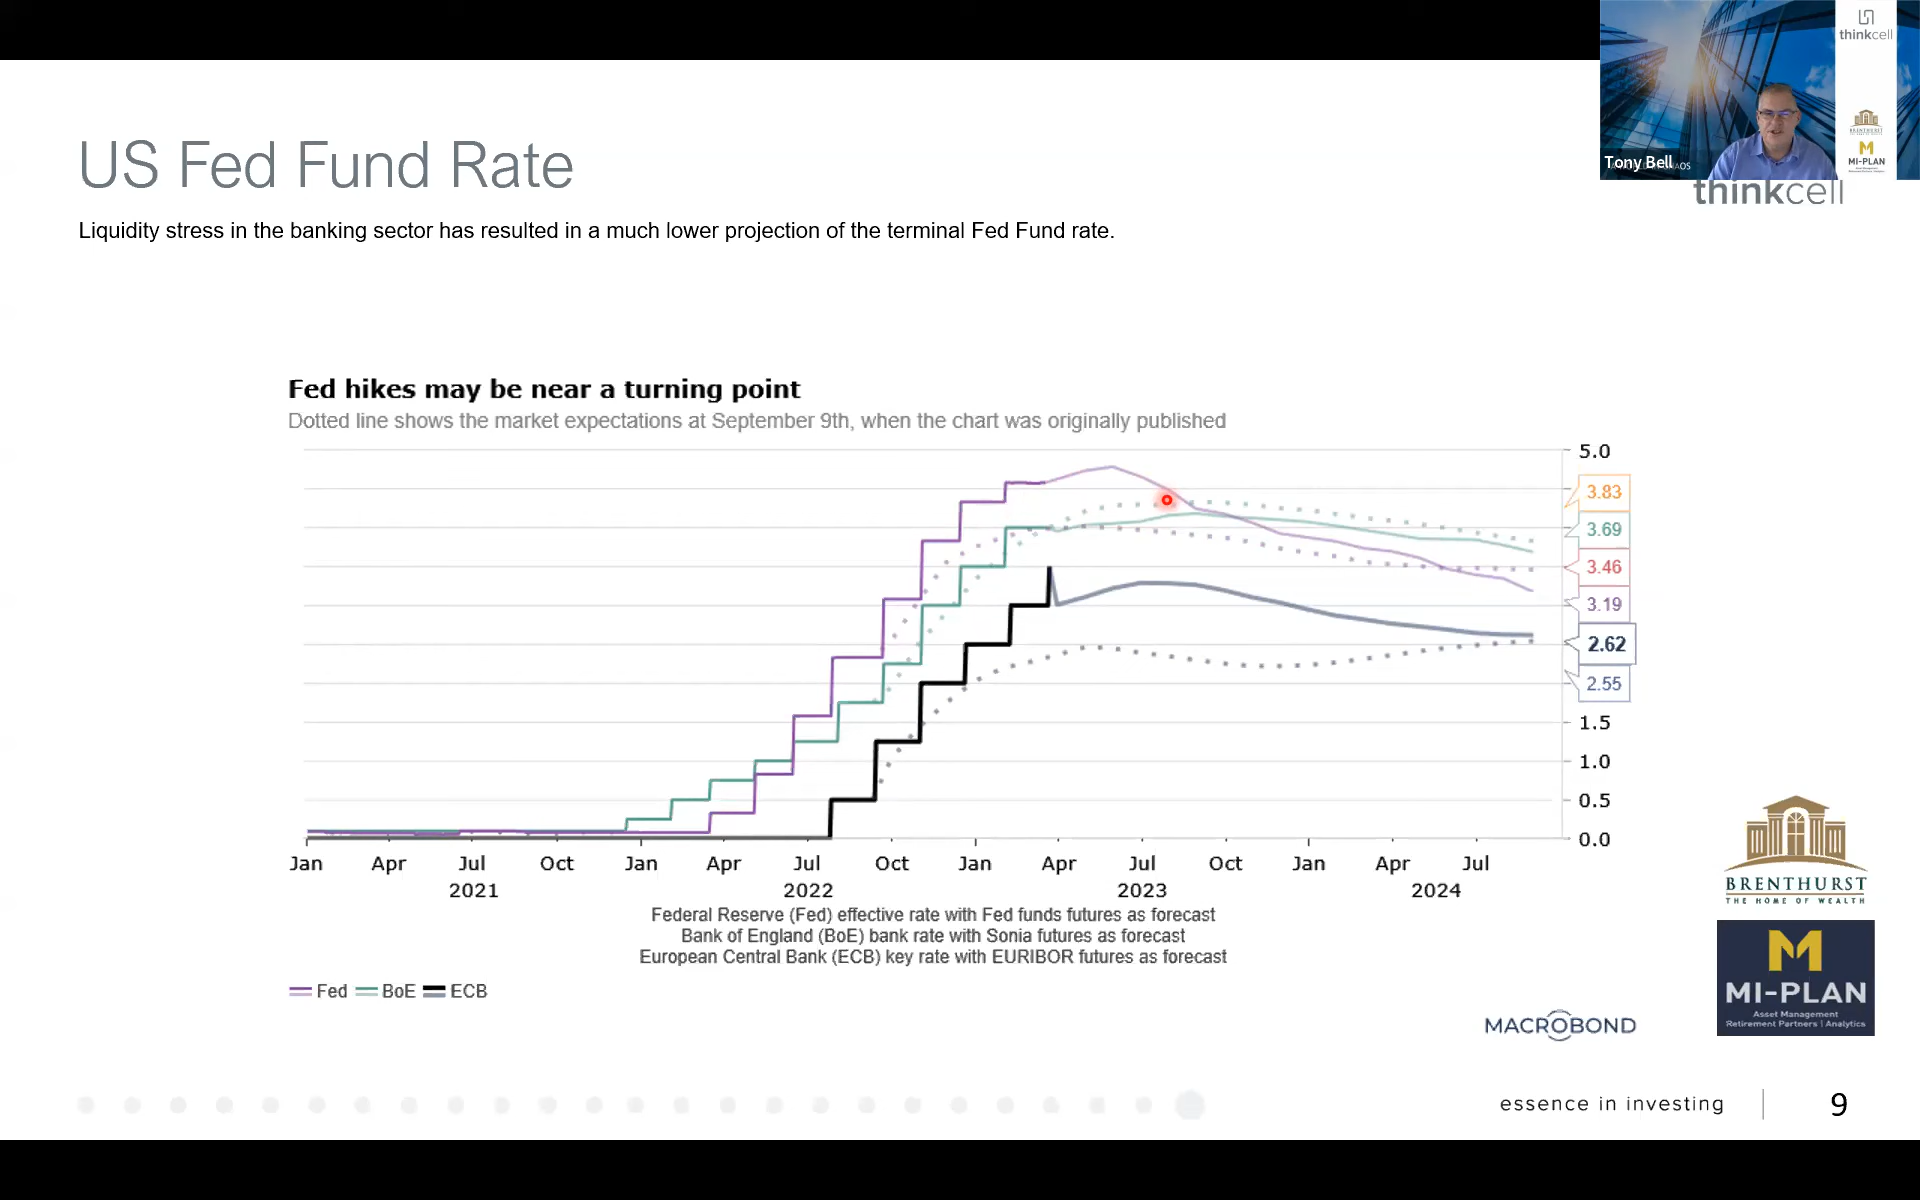 thinkcell
BRENTHURST
MI-PLAN
Tony Bell
OS
thinkcell
US Fed Fund Rate
Liquidity stress in the banking sector has resulted in a much lower projection of the terminal Fed Fund rate.
Fed hikes may be near a turning point
Dotted line shows the market expectations at September 9th, when the chart was originally published
5.0
3.83
3.69
3.46
3.19
2.62
2.55
1.5
1.0
0.5
0.0
Jan Apr Jul Oct Jan Apr Jul Oct Jan Apr Jul Oct Jan Apr Jul
2021 2022 2023 2024
Federal Reserve (Fed) effective rate with Fed funds futures as forecast
Bank of England (BoE) bank rate with Sonia futures as forecast
European Central Bank (ECB) key rate with EURIBOR futures as forecast
Fed BoE ECB
MACROBOND
BRENTHURST
THE HOME OF WEALTH
M
MI-PLAN
Asset Management
Retirement Partners | Analytics
essence in investing
9